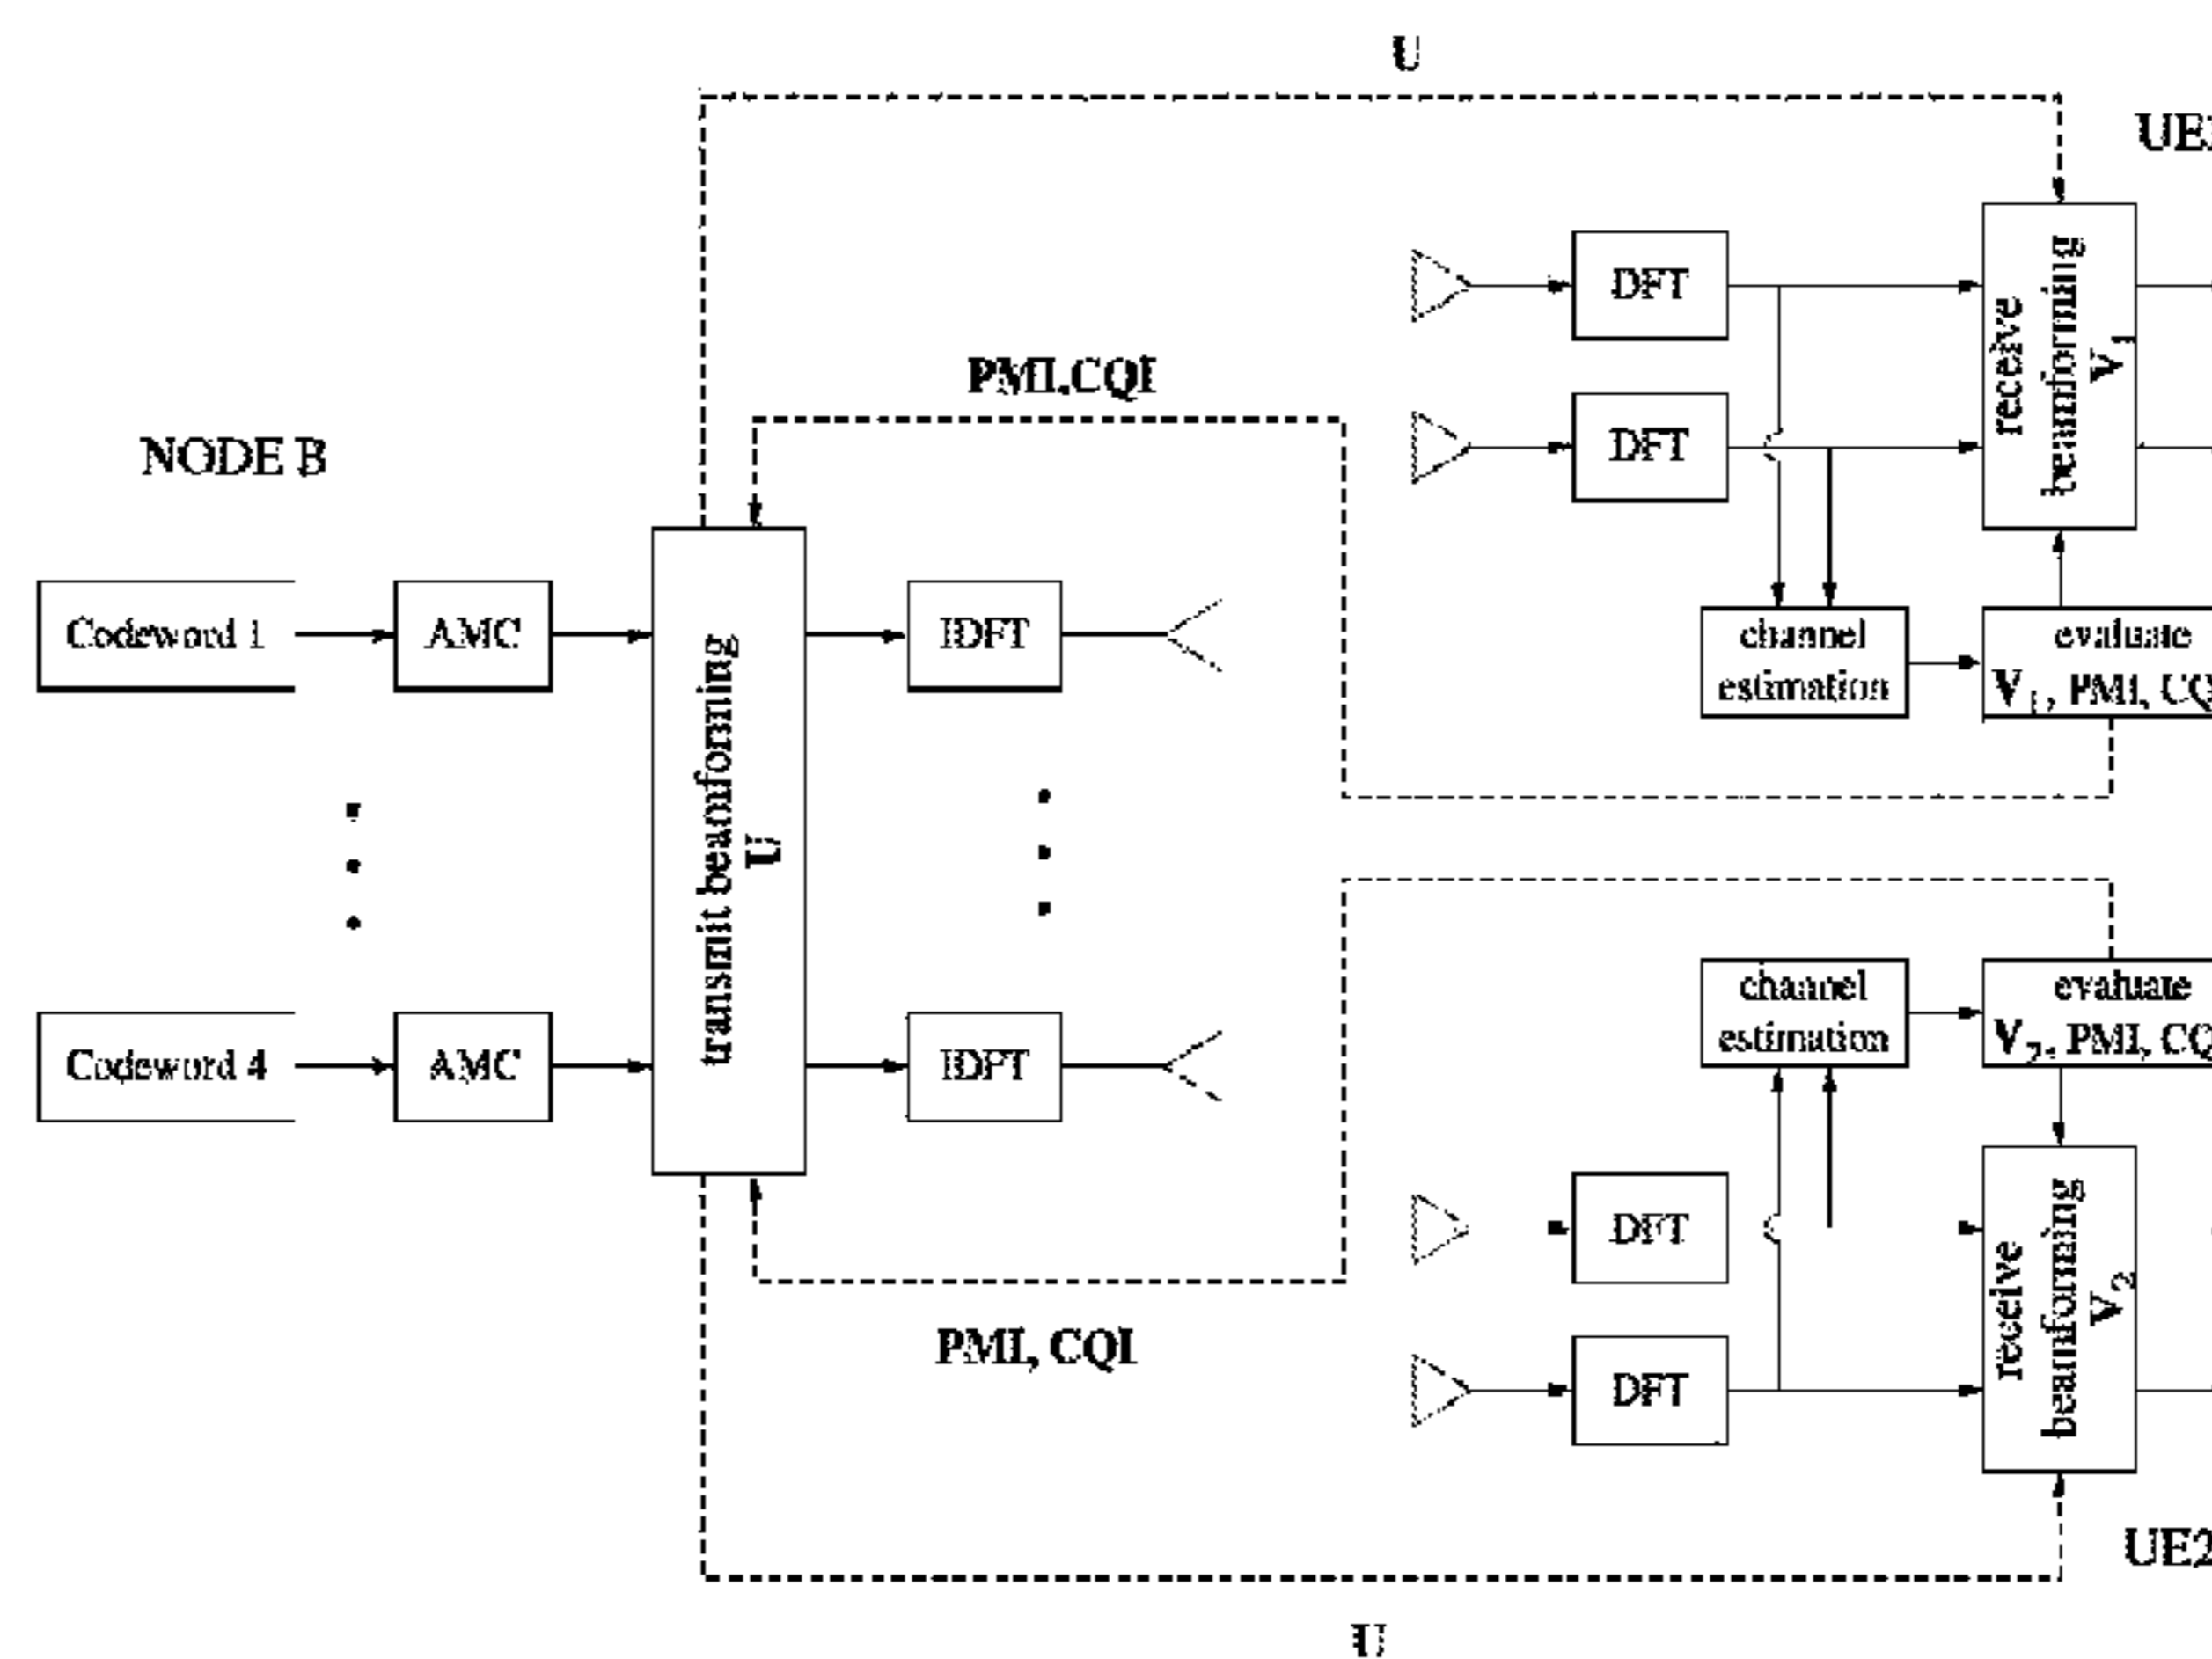 U
UE
PMI,CQI
NODE B
DFT
DFT
receive
beamforming
V1
Codeword 1
AMC
IDFT
channel
estimation
evaluate
V1, PMI, CQ
transmit beamforming
U
Codeword 4
AMC
IDFT
channel
estimation
evaluate
V2, PMI, CQ
DFT
DFT
receive
beamforming
V2
PMI, CQI
UE2
U